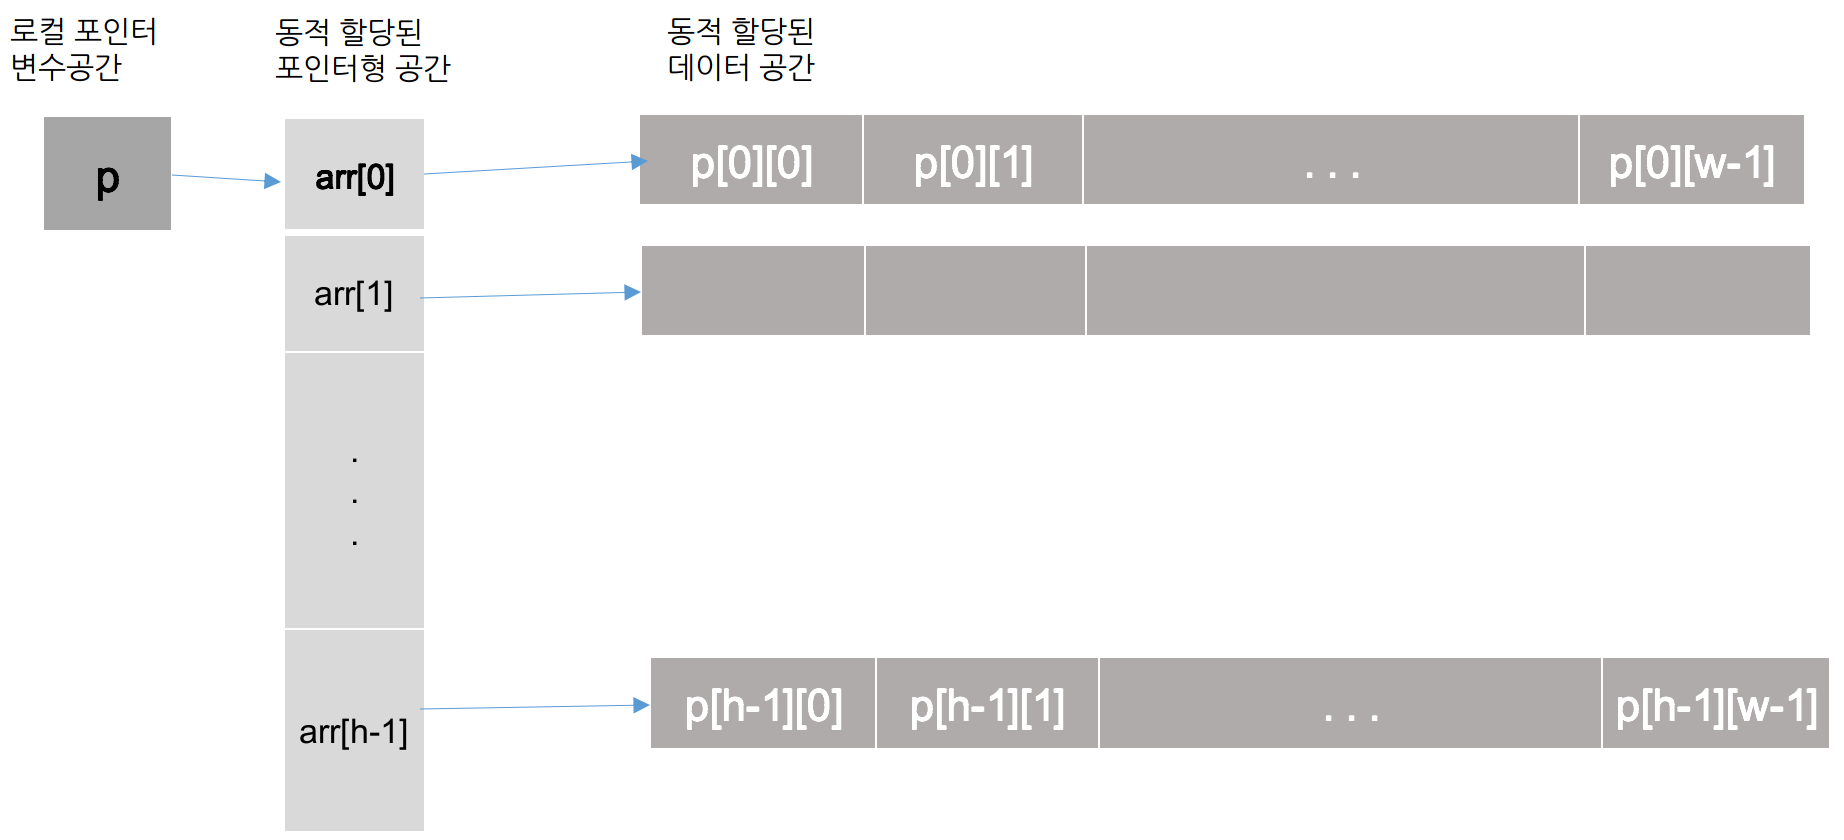 로컬 포인터
변수공간
동적 할당된
포인터형 공간
동적 할당된
데이터 공간
p
arr[0]
p[0][0]
p[0][1]
. . .
p[0][w-1]
arr[1]
.
.
.
arr[h-1]
p[h-1][0]
p[h-1][1]
. . .
p[h-1][w-1]